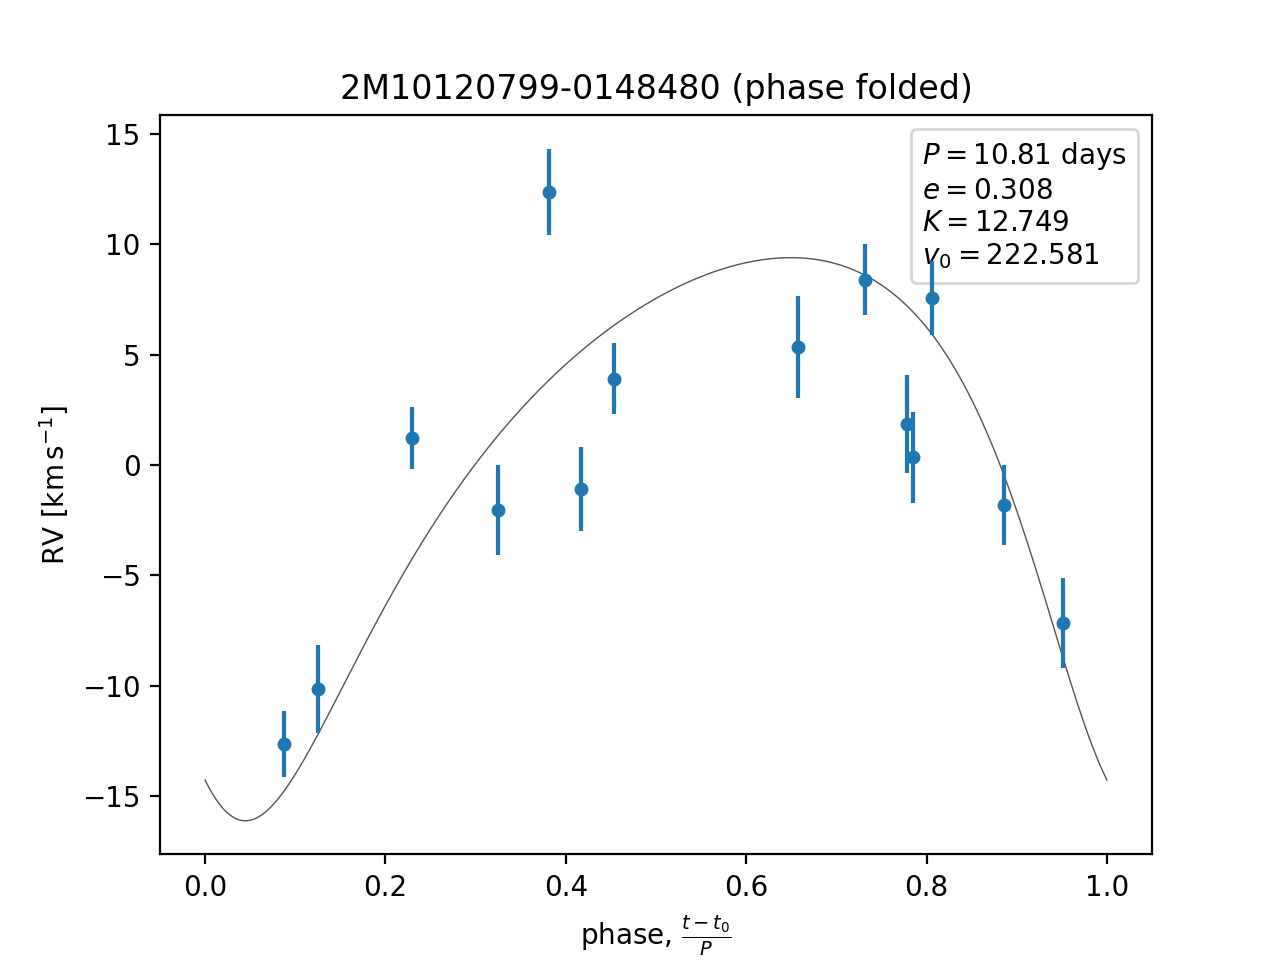 2M10120799-0148480 (phase folded)
P = 10.81 days
e = 0.308
K = 12.749
v₀ = 222.581
15
10
5
0
−5
−10
−15
RV [km s⁻¹]
0.0 0.2 0.4 0.6 0.8 1.0
phase, (t − t₀)/P